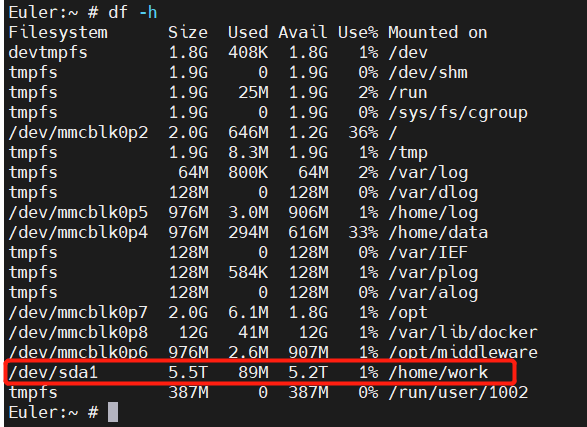 Euler:~ # df -h
Filesystem Size Used Avail Use% Mounted on
devtmpfs 1.8G 408K 1.8G 1% /dev
tmpfs 1.9G 0 1.9G 0% /dev/shm
tmpfs 1.9G 25M 1.9G 2% /run
tmpfs 1.9G 0 1.9G 0% /sys/fs/cgroup
/dev/mmcblk0p2 2.0G 646M 1.2G 36% /
tmpfs 1.9G 8.3M 1.9G 1% /tmp
tmpfs 64M 800K 64M 2% /var/log
tmpfs 128M 0 128M 0% /var/dlog
/dev/mmcblk0p5 976M 3.0M 906M 1% /home/log
/dev/mmcblk0p4 976M 294M 616M 33% /home/data
tmpfs 128M 0 128M 0% /var/IEF
tmpfs 128M 584K 128M 1% /var/plog
tmpfs 128M 0 128M 0% /var/alog
/dev/mmcblk0p7 2.0G 6.1M 1.8G 1% /opt
/dev/mmcblk0p8 12G 41M 12G 1% /var/lib/docker
/dev/mmcblk0p6 976M 2.6M 907M 1% /opt/middleware
/dev/sda1 5.5T 89M 5.2T 1% /home/work
tmpfs 387M 0 387M 0% /run/user/1002
Euler:~ #